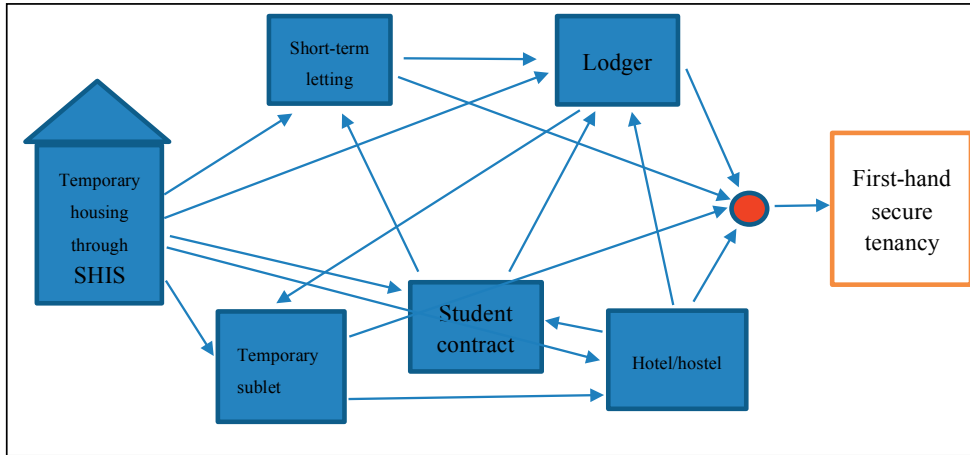 Short-term
letting
Lodger
Temporary
housing
through
SHIS
First-hand
secure
tenancy
Student
contract
Temporary
sublet
Hotel/hostel